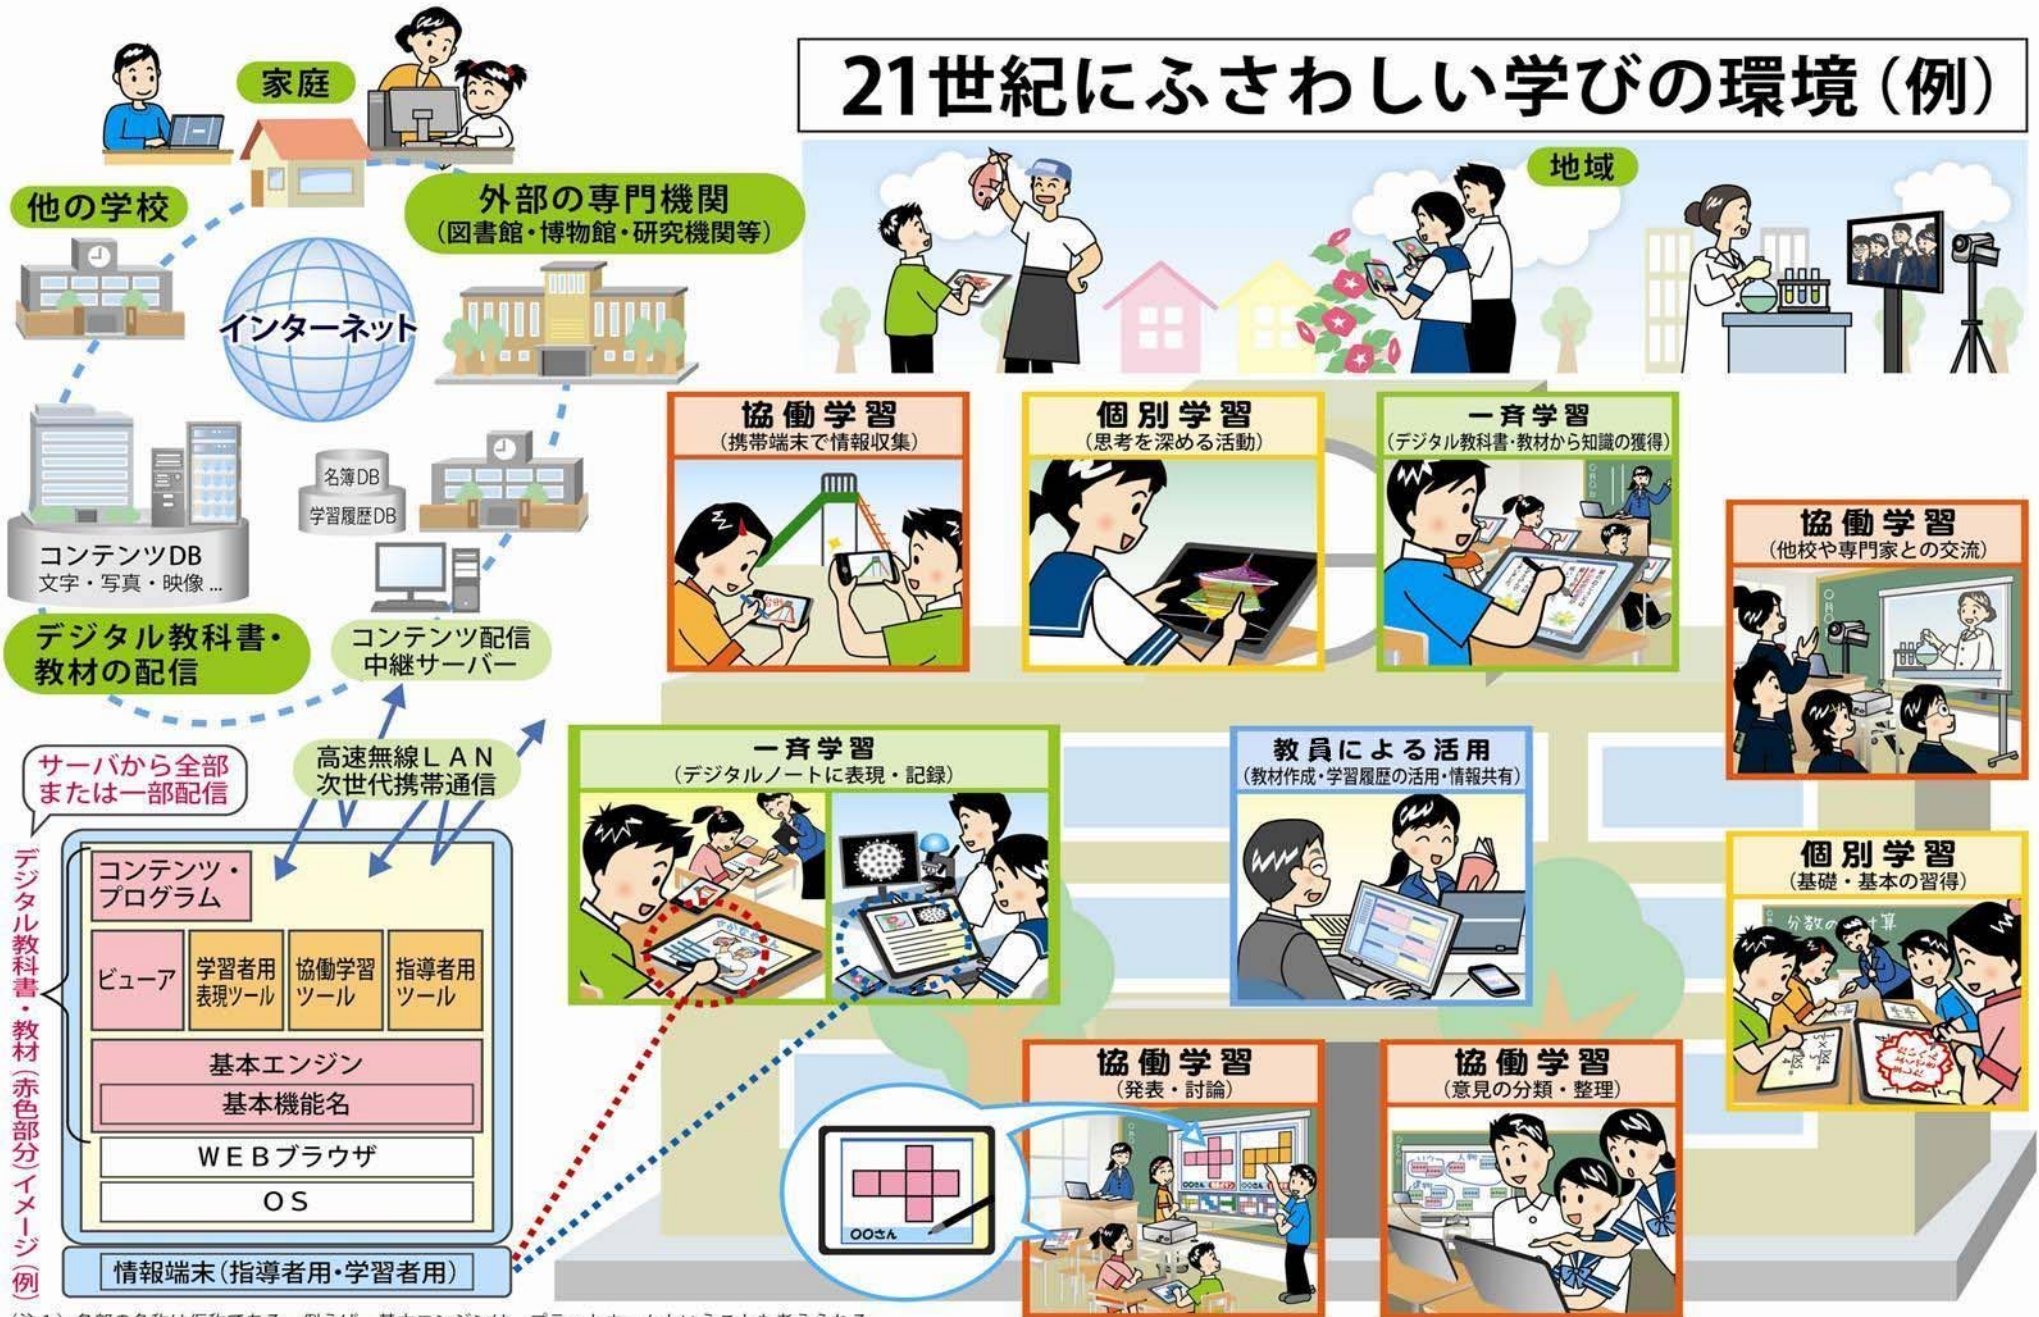 21世紀にふさわしい学びの環境（例）
家庭
他の学校
外部の専門機関
（図書館・博物館・研究機関等）
インターネット
地域
名簿DB
学習履歴DB
コンテンツDB
文字・写真・映像 ...
デジタル教科書・
教材の配信
コンテンツ配信
中継サーバー
高速無線ＬＡＮ
次世代携帯通信
サーバから全部
または一部配信
デジタル教科書・教材（赤色部分）イメージ（例）
コンテンツ・
プログラム
ビューア
学習者用
表現ツール
協働学習
ツール
指導者用
ツール
基本エンジン
基本機能名
ＷＥＢブラウザ
ＯＳ
情報端末（指導者用・学習者用）
協働学習
（携帯端末で情報収集）
個別学習
（思考を深める活動）
一斉学習
（デジタル教科書・教材から知識の獲得）
協働学習
（他校や専門家との交流）
一斉学習
（デジタルノートに表現・記録）
教員による活用
（教材作成・学習履歴の活用・情報共有）
個別学習
（基礎・基本の習得）
協働学習
（発表・討論）
〇〇さん
協働学習
（意見の分類・整理）